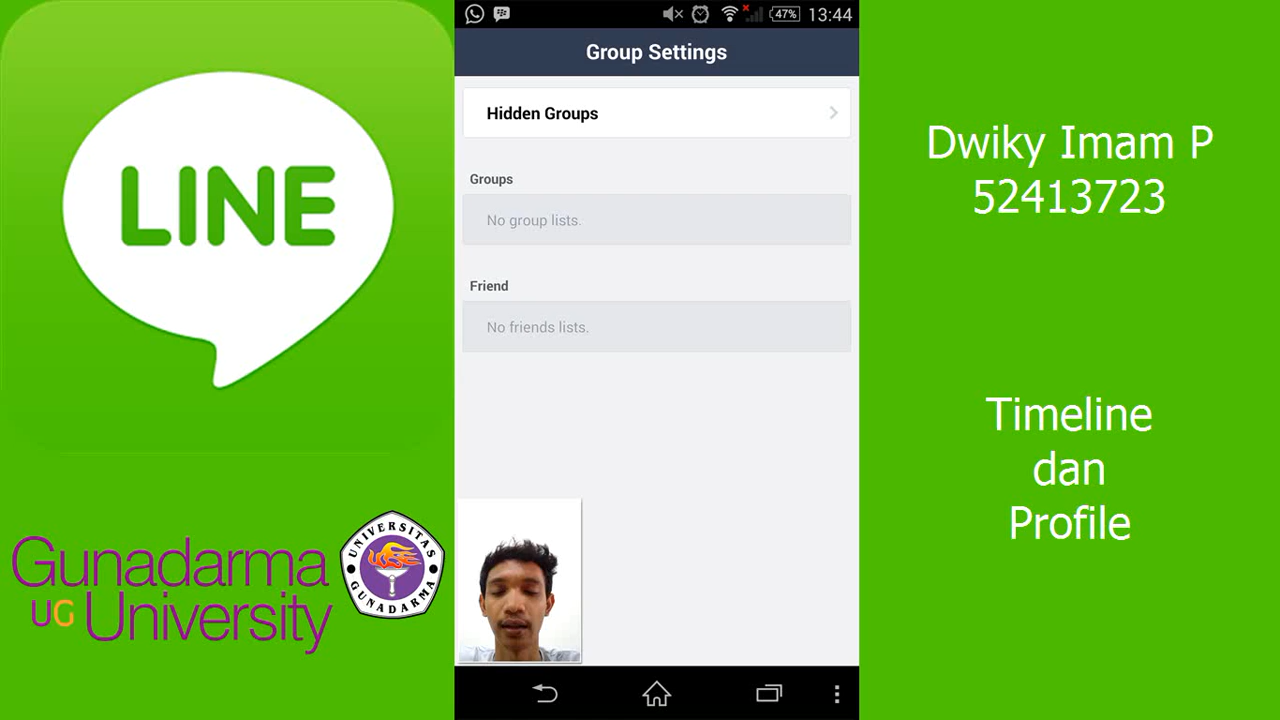 LINE
Gunadarma
UG University
UNIVERSITAS
GUNADARMA
47% 13:44
Group Settings
Hidden Groups
Groups
No group lists.
Friend
No friends lists.
Dwiky Imam P
52413723
Timeline
dan
Profile